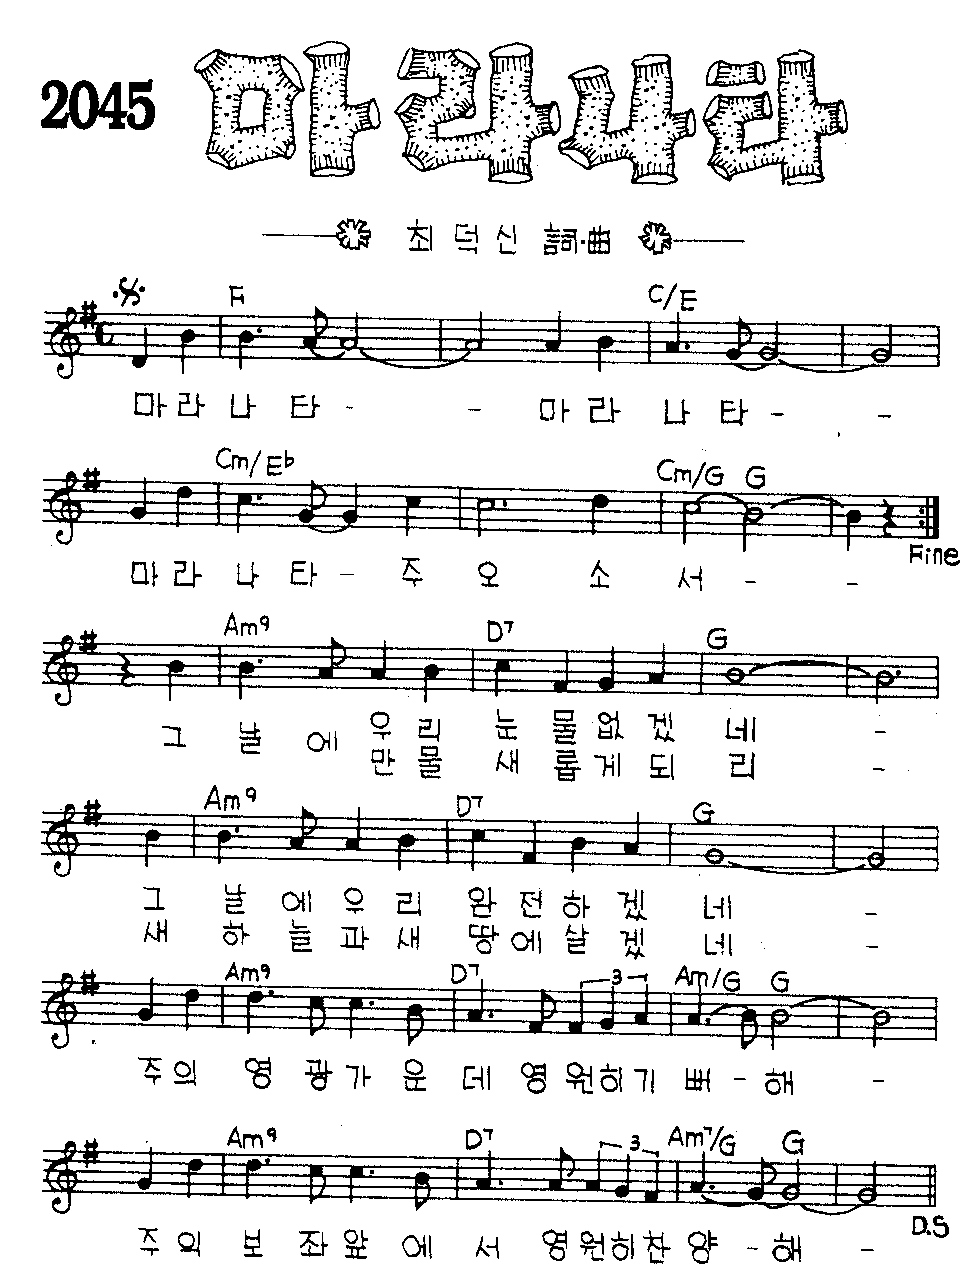 2045 마라나타
최덕신 詞·曲
F C/E
마 라 나 타 - - 마 라 나 타 - -
Cm/E♭ Cm/G G
Fine
마 라 나 타 - 주 오 소 서 - -
Am9 D7 G
그 날 에 우 리 눈 물 없 겠 네 -
만 물 새 롭 게 되 리 -
Am9 D7 G
그 날 에 우 리 완 전 하 겠 네 -
새 하 늘 과 새 땅 에 살 겠 네 -
Am9 D7 3 Am/G G
주 의 영 광 가 운 데 영 원 히 기 뻐 - 해 -
Am9 D7 3 Am7/G G
D.S
주 의 보 좌 앞 에 서 영 원 히 찬 양 - 해 -